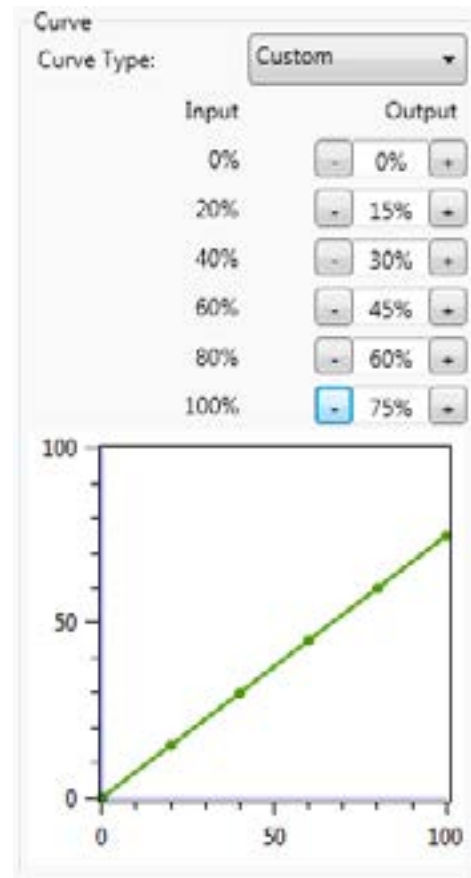 Curve
Curve Type: Custom
Input Output
0% - 0% +
20% - 15% +
40% - 30% +
60% - 45% +
80% - 60% +
100% - 75% +
100
50
0
0 50 100